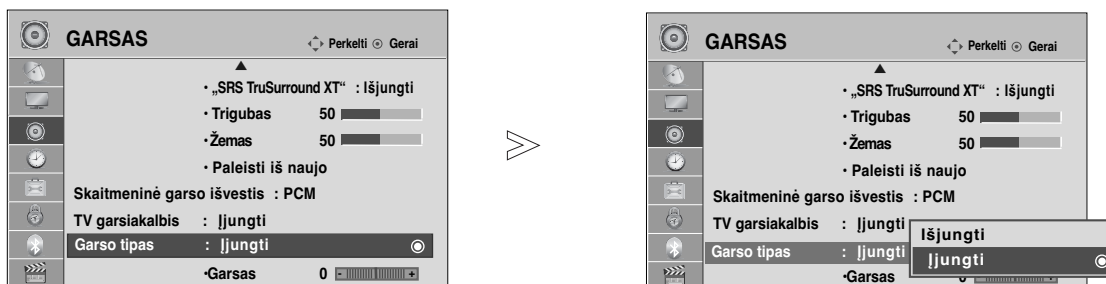 GARSAS
Perkelti Gerai
• „SRS TruSurround XT“ : Išjungti
• Trigubas 50
• Žemas 50
• Paleisti iš naujo
Skaitmeninė garso išvestis : PCM
TV garsiakalbis : Įjungti
Garso tipas : Įjungti
•Garsas 0 - +
GARSAS
Perkelti Gerai
• „SRS TruSurround XT“ : Išjungti
• Trigubas 50
• Žemas 50
• Paleisti iš naujo
Skaitmeninė garso išvestis : PCM
TV garsiakalbis : Įjungti
Išjungti
Garso tipas : Įjungti
Įjungti
•Garsas